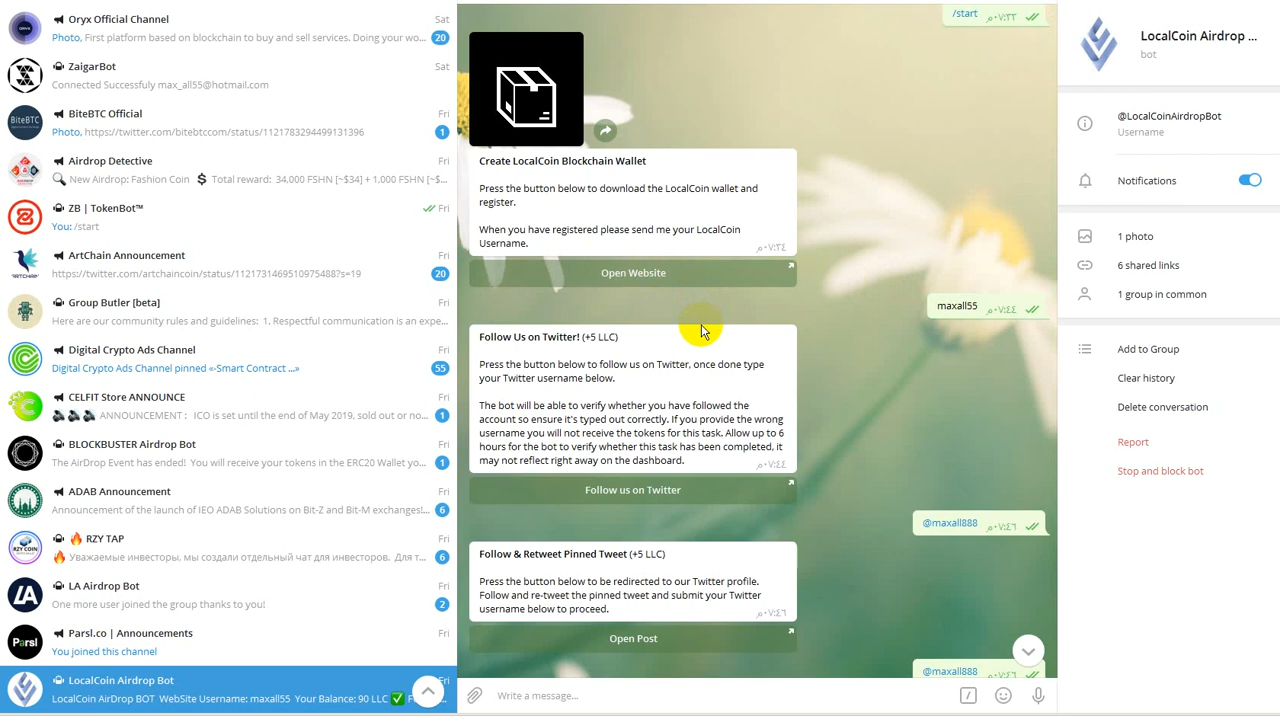 Oryx Official Channel
Sat
Photo, First platform based on blockchain to buy and sell services. Doing your wo...
20
ZaigarBot
Sat
Connected Successfuly max_all55@hotmail.com
BiteBTC
BiteBTC Official
Fri
Photo, https://twitter.com/bitebtccom/status/1121783294499131396
1
Airdrop Detective
Fri
New Airdrop: Fashion Coin $ Total reward: 34,000 FSHN [~$34] + 1,000 FSHN [~$...
ZB | TokenBot™
Fri
You: /start
ARTCHAIN
ArtChain Announcement
Fri
https://twitter.com/artchaincoin/status/1121731469510975488?s=19
20
Group Butler [beta]
Fri
Here are our community rules and guidelines: 1. Respectful communication is an expe...
Digital Crypto Ads Channel
Fri
Digital Crypto Ads Channel pinned «-Smart Contract ...»
55
CELFIT Store ANNOUNCE
Fri
ANNOUNCEMENT : ICO is set until the end of May 2019, sold out or no...
1
BLOCKBUSTER Airdrop Bot
Fri
The AirDrop Event has ended! You will receive your tokens in the ERC20 Wallet yo...
1
ADAB Announcement
Fri
Announcement of the launch of IEO ADAB Solutions on Bit-Z and Bit-M exchanges!...
6
RZY COIN
RZY TAP
Fri
Уважаемые инвесторы, мы создали отдельный чат для инвесторов. Для т...
6
LA
LA Airdrop Bot
Fri
One more user joined the group thanks to you!
2
Parsl
Parsl.co | Announcements
Fri
You joined this channel
LocalCoin Airdrop Bot
LocalCoin AirDrop BOT WebSite Username: maxall55 Your Balance: 90 LLC
/start
٠٧:٣٣م
Create LocalCoin Blockchain Wallet
Press the button below to download the LocalCoin wallet and
register.
When you have registered please send me your LocalCoin
Username.
٠٧:٣٤م
Open Website
maxall55
٠٧:٤٤م
Follow Us on Twitter! (+5 LLC)
Press the button below to follow us on Twitter, once done type
your Twitter username below.
The bot will be able to verify whether you have followed the
account so ensure it's typed out correctly. If you provide the wrong
username you will not receive the tokens for this task. Allow up to 6
hours for the bot to verify whether this task has been completed, it
may not reflect right away on the dashboard.
٠٧:٤٤م
Follow us on Twitter
@maxall888
٠٧:٤٦م
Follow & Retweet Pinned Tweet (+5 LLC)
Press the button below to be redirected to our Twitter profile.
Follow and re-tweet the pinned tweet and submit your Twitter
username below to proceed.
٠٧:٤٦م
Open Post
@maxall888
٠٧:٤٦م
Write a message...
LocalCoin Airdrop ...
bot
@LocalCoinAirdropBot
Username
Notifications
1 photo
6 shared links
1 group in common
Add to Group
Clear history
Delete conversation
Report
Stop and block bot